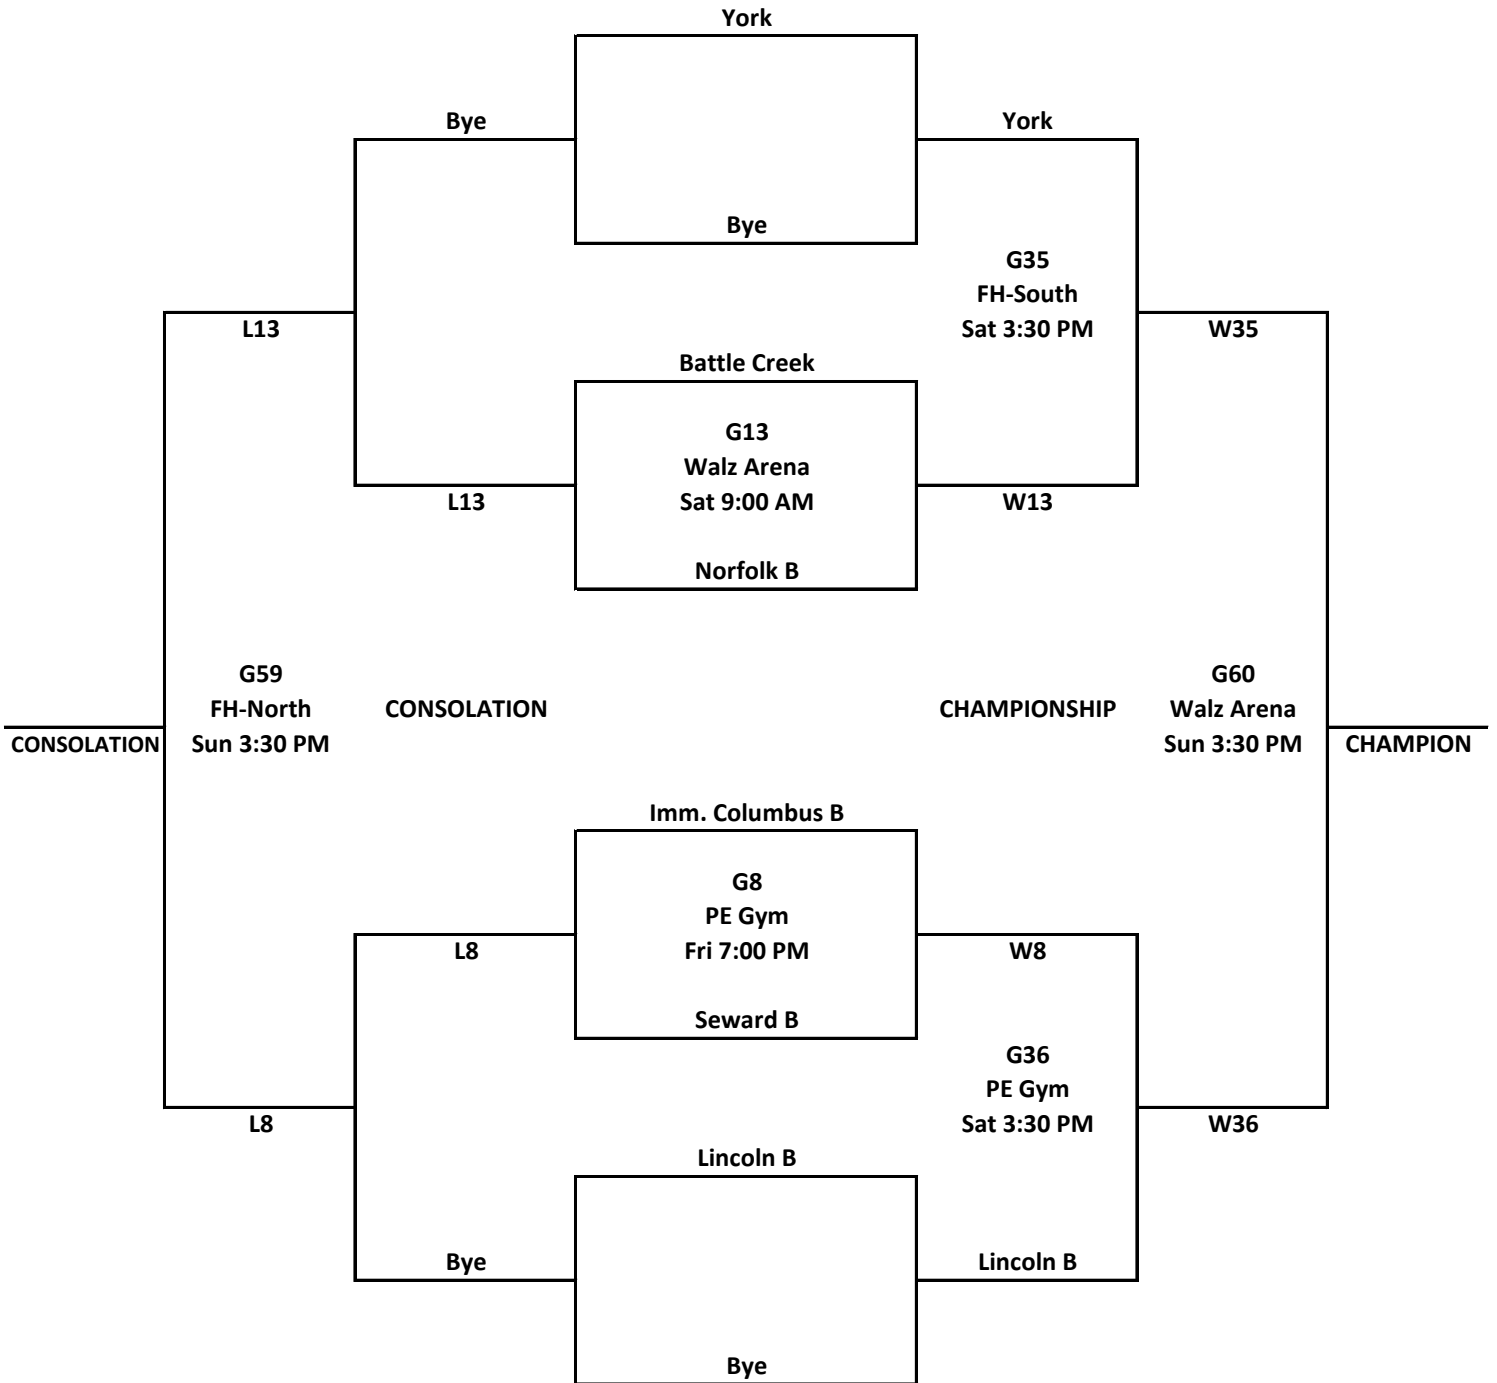 York
Bye
York
Bye
G35
FH-South
Sat 3:30 PM
L13
W35
Battle Creek
G13
Walz Arena
Sat 9:00 AM
L13
W13
Norfolk B
G59
FH-North
Sun 3:30 PM
CONSOLATION
CHAMPIONSHIP
G60
Walz Arena
Sun 3:30 PM
CONSOLATION
CHAMPION
Imm. Columbus B
G8
PE Gym
Fri 7:00 PM
L8
W8
Seward B
G36
PE Gym
Sat 3:30 PM
L8
W36
Lincoln B
Bye
Lincoln B
Bye